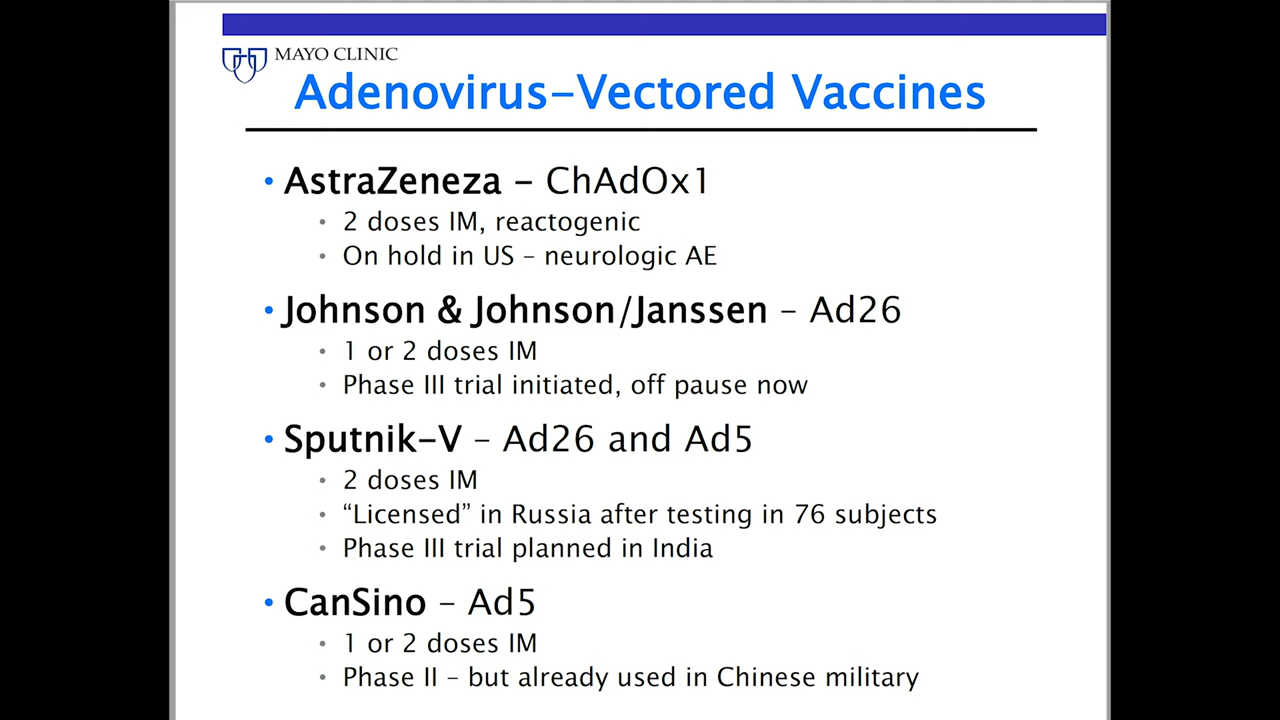 MAYO CLINIC
Adenovirus-Vectored Vaccines
• AstraZeneza – ChAdOx1
• 2 doses IM, reactogenic
• On hold in US – neurologic AE
• Johnson & Johnson/Janssen – Ad26
• 1 or 2 doses IM
• Phase III trial initiated, off pause now
• Sputnik-V – Ad26 and Ad5
• 2 doses IM
• “Licensed” in Russia after testing in 76 subjects
• Phase III trial planned in India
• CanSino – Ad5
• 1 or 2 doses IM
• Phase II – but already used in Chinese military